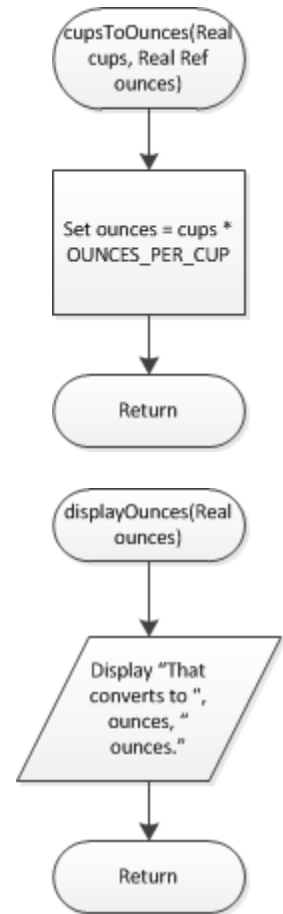 cupsToOunces(Real
cups, Real Ref
ounces)
Set ounces = cups *
OUNCES_PER_CUP
Return
displayOunces(Real
ounces)
Display “That
converts to “,
ounces, “
ounces.”
Return